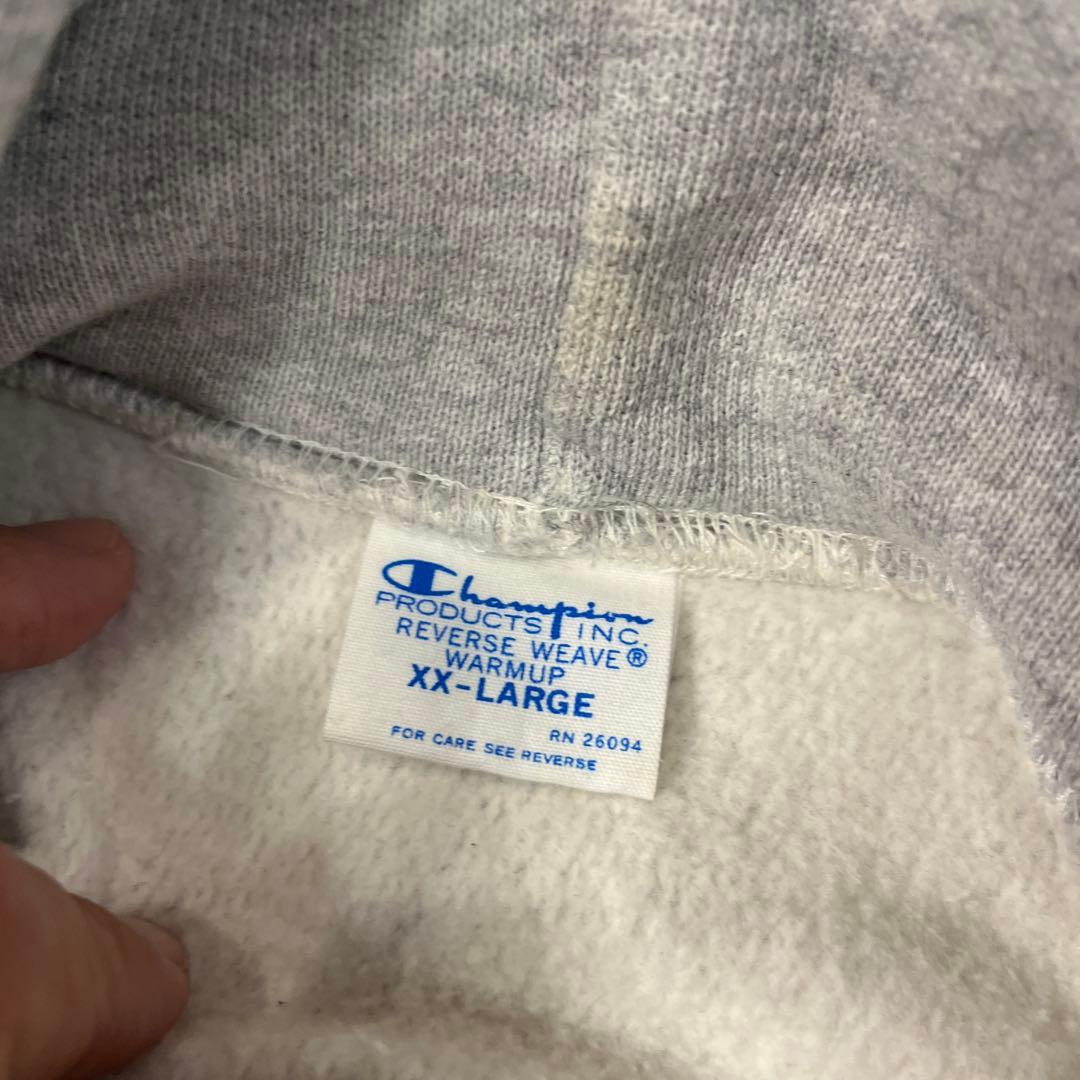 Champion
PRODUCTS INC.
REVERSE WEAVE®
WARMUP
XX-LARGE
RN 26094
FOR CARE SEE REVERSE